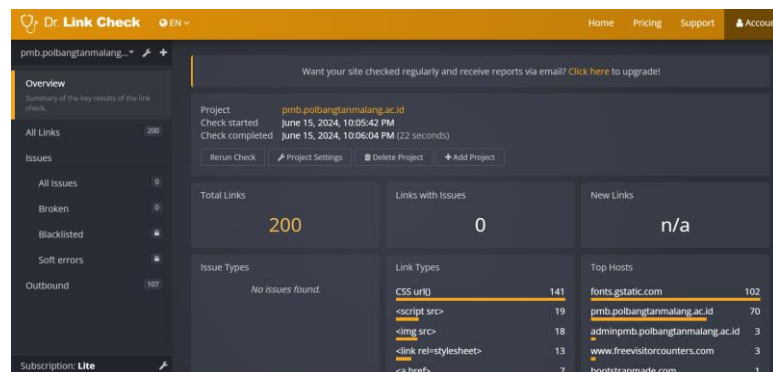 Dr. Link Check EN Home Pricing Support Accour
pmb.polbangtanmalang...
Overview
Summary of the key results of the link
check.
All Links 200
Issues
All Issues 0
Broken 0
Blacklisted
Soft errors
Outbound 107
Subscription: Lite
Want your site checked regularly and receive reports via email? Click here to upgrade!
Project pmb.polbangtanmalang.ac.id
Check started June 15, 2024, 10:05:42 PM
Check completed June 15, 2024, 10:06:04 PM (22 seconds)
Rerun Check Project Settings Delete Project Add Project
Total Links
200
Links with Issues
0
New Links
n/a
Issue Types
No issues found.
Link Types
CSS url() 141
<script src> 19
<img src> 18
<link rel=stylesheet> 13
<a href> 7
Top Hosts
fonts.gstatic.com 102
pmb.polbangtanmalang.ac.id 70
adminpmb.polbangtanmalang.ac.id 3
www.freevisitorcounters.com 3
bootstrapmade.com 1